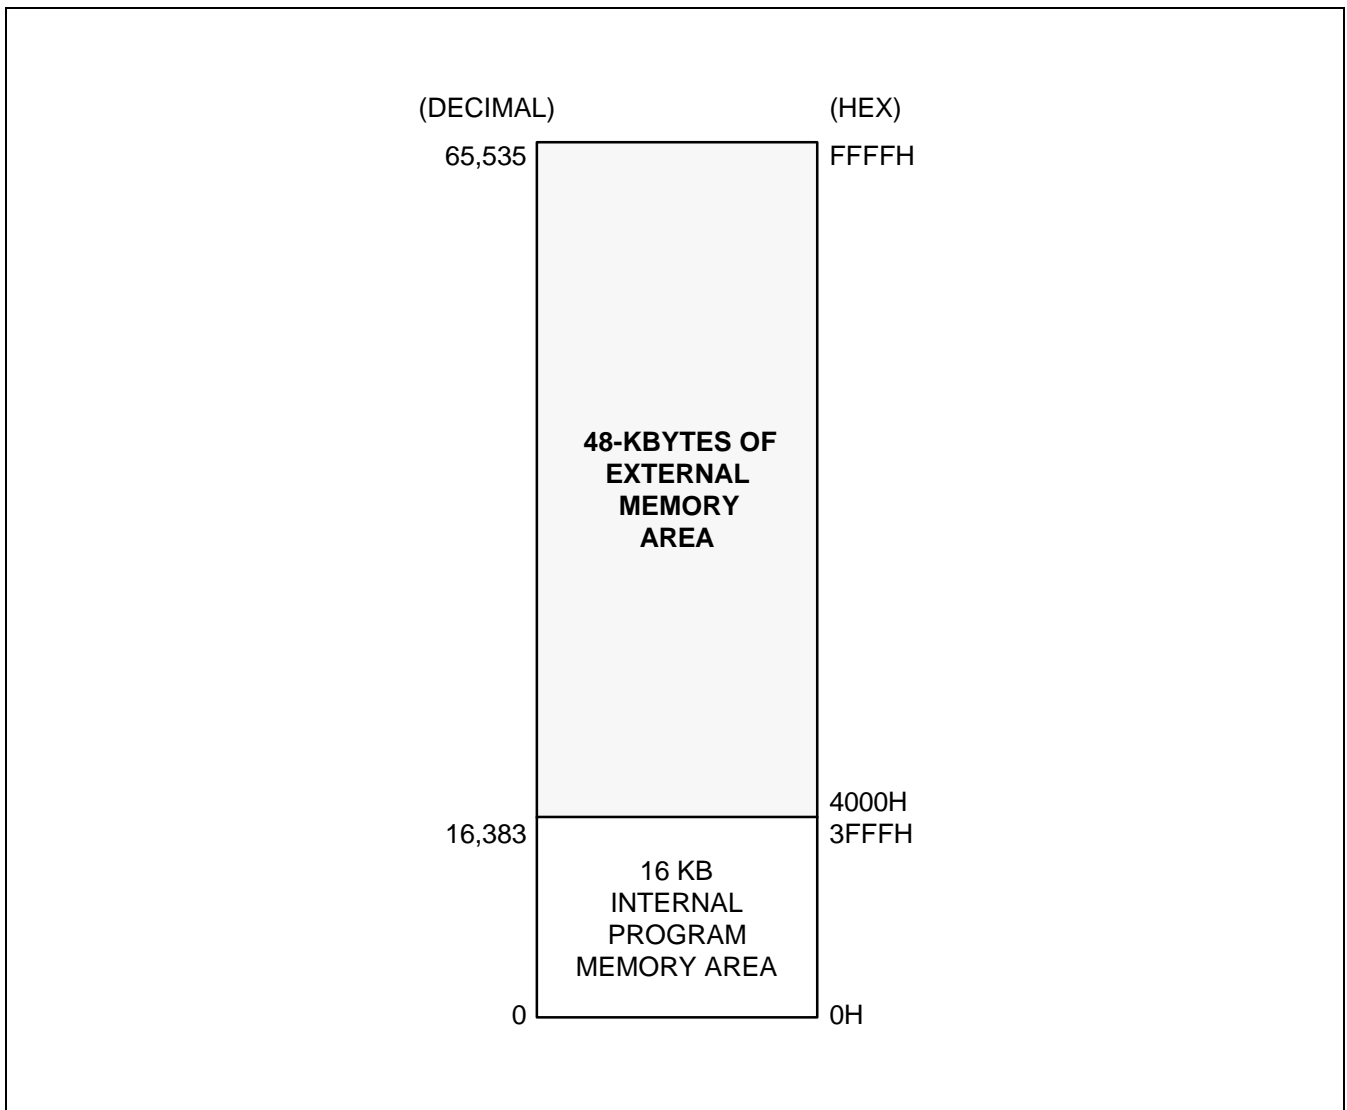 (DECIMAL)
(HEX)
65,535
FFFFH
48-KBYTES OF
EXTERNAL
MEMORY
AREA
4000H
16,383
3FFFH
16 KB
INTERNAL
PROGRAM
MEMORY AREA
0
0H